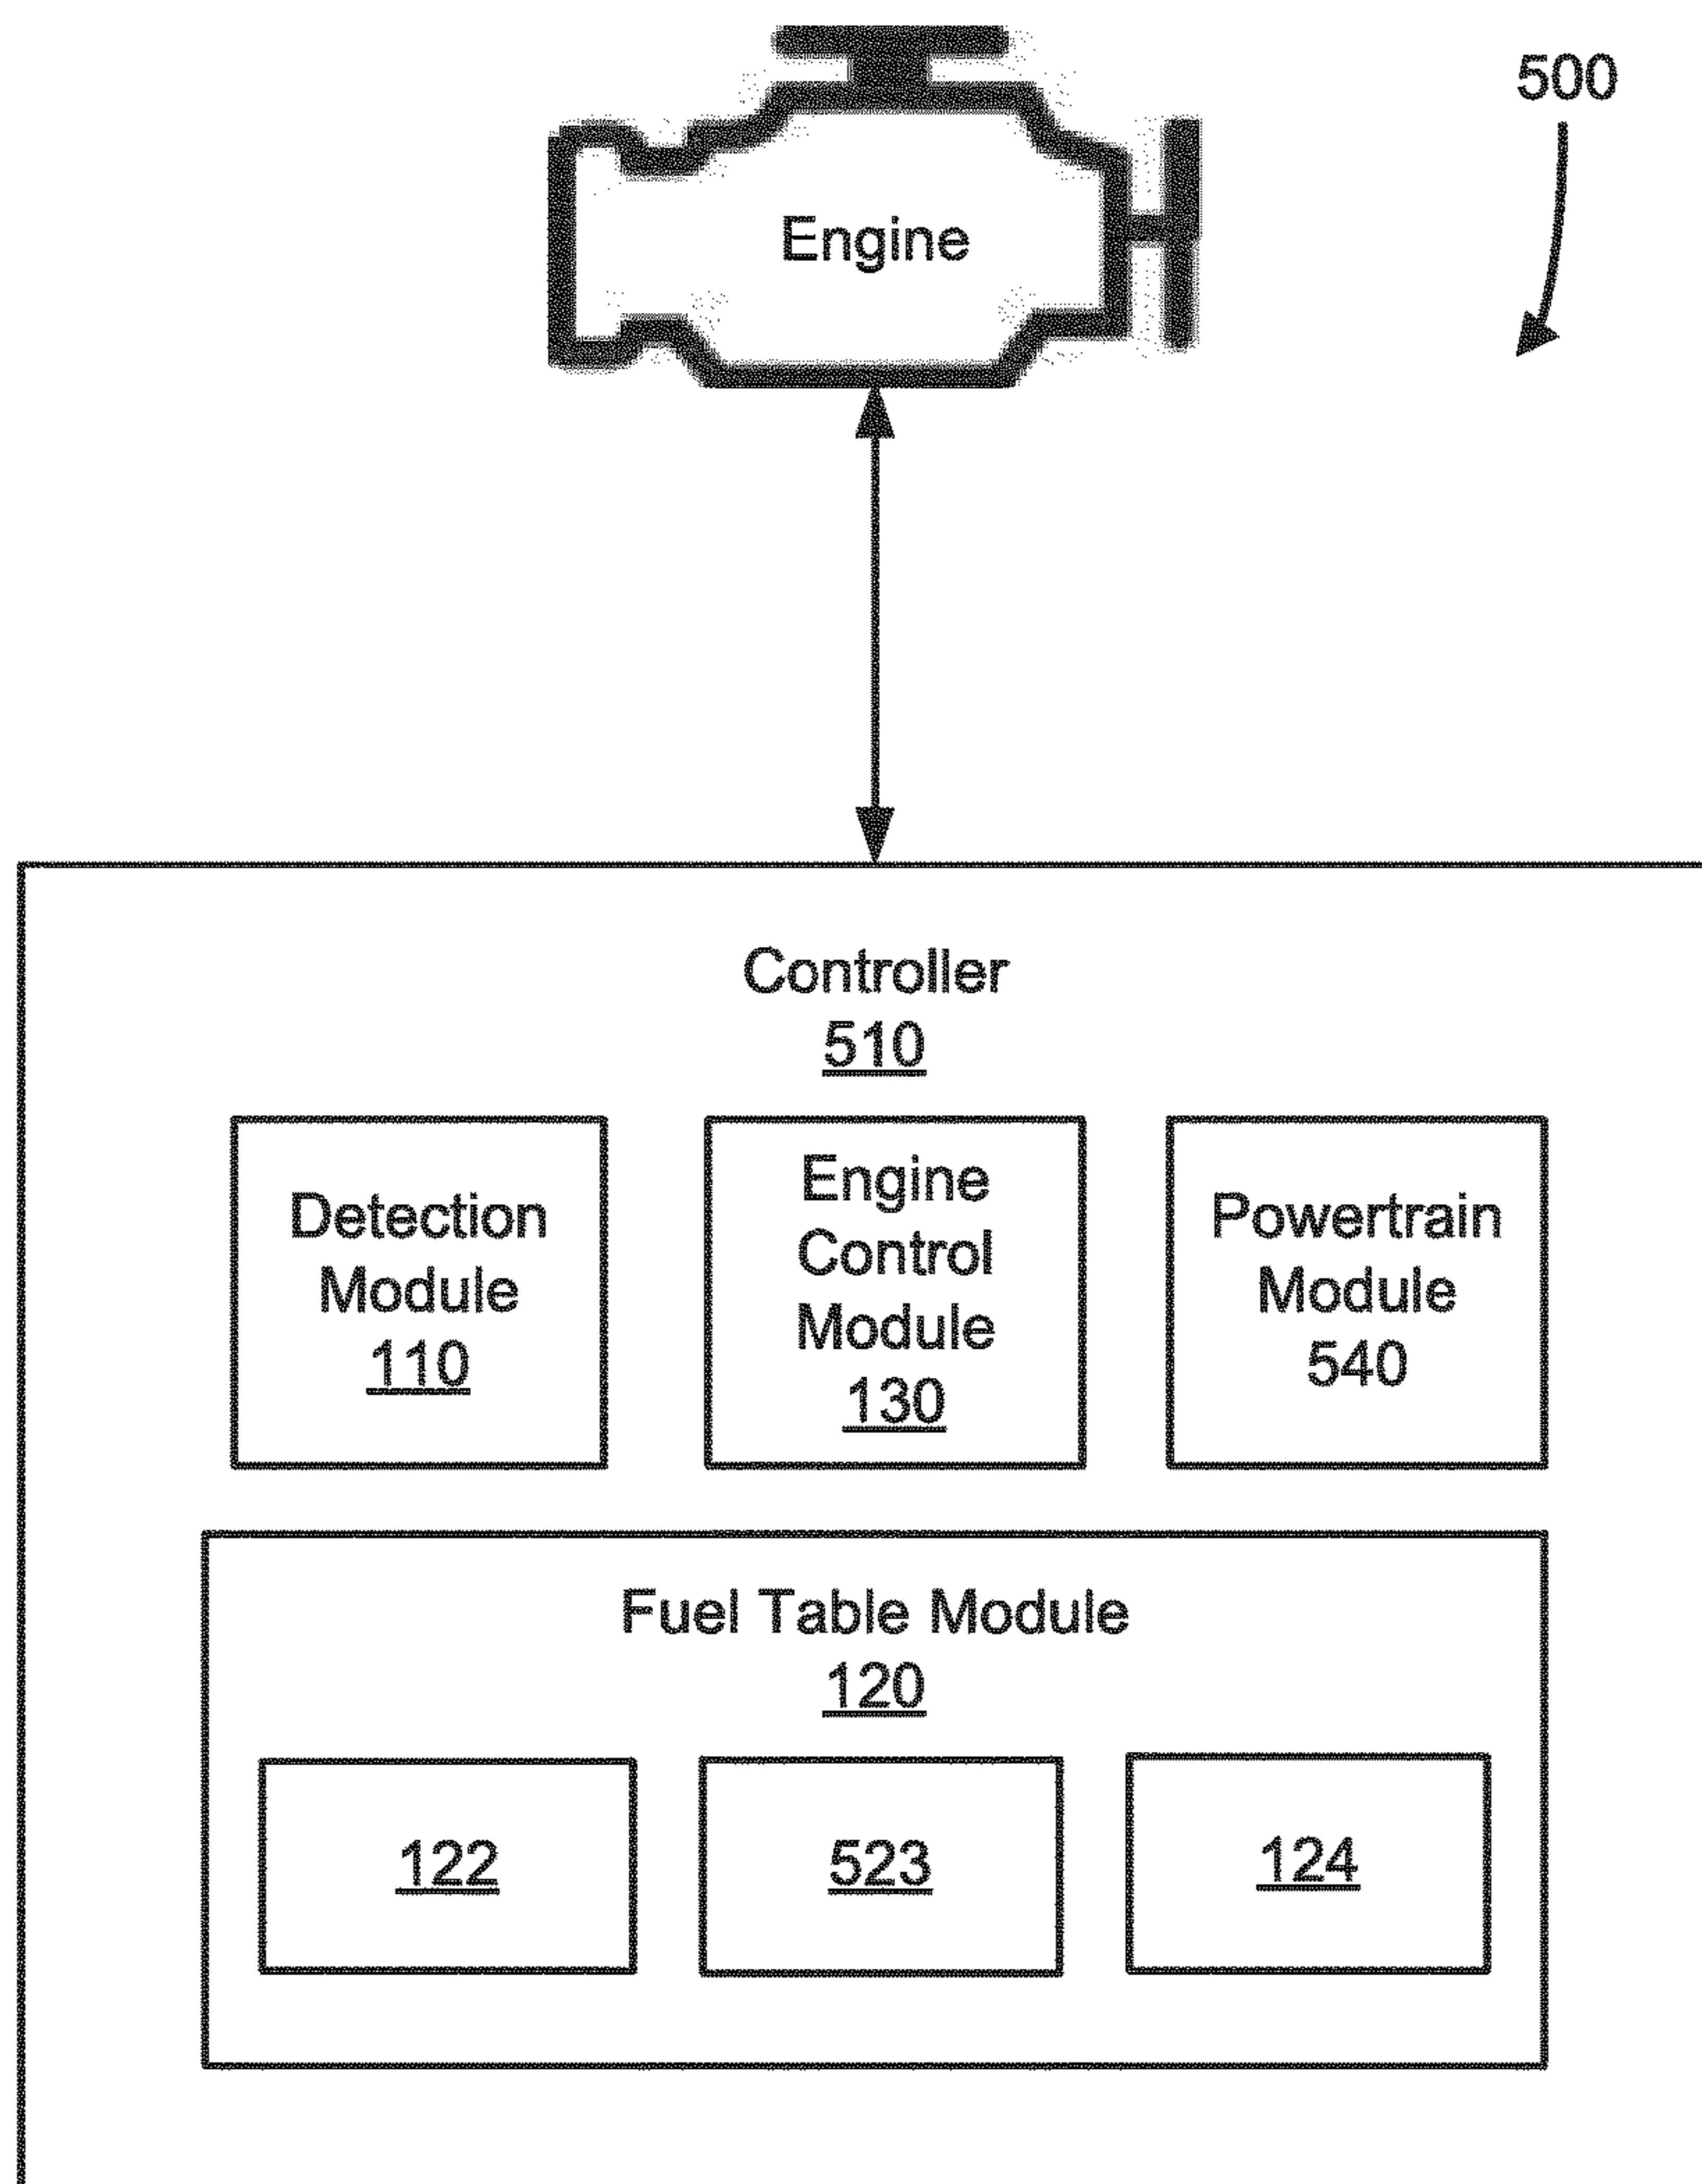 500
Engine
Controller
510
Detection
Module
110
Engine
Control
Module
130
Powertrain
Module
540
Fuel Table Module
120
122
523
124